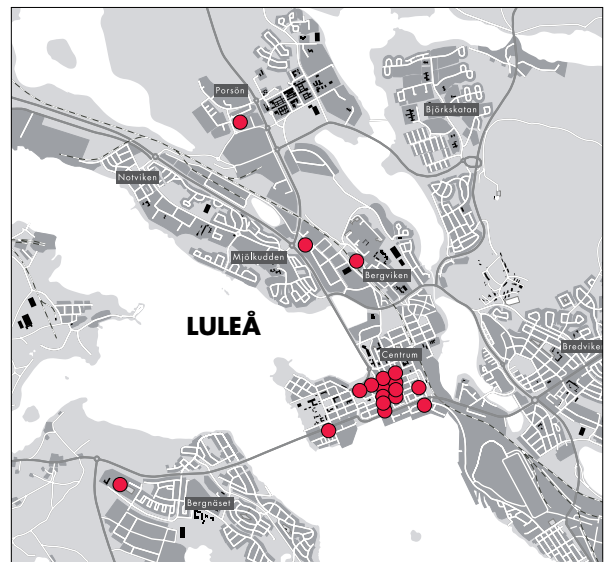 Porsön
Björkskatan
Notviken
Mjölkudden
Bergviken
LULEÅ
Bredviken
Centrum
Bergnäset